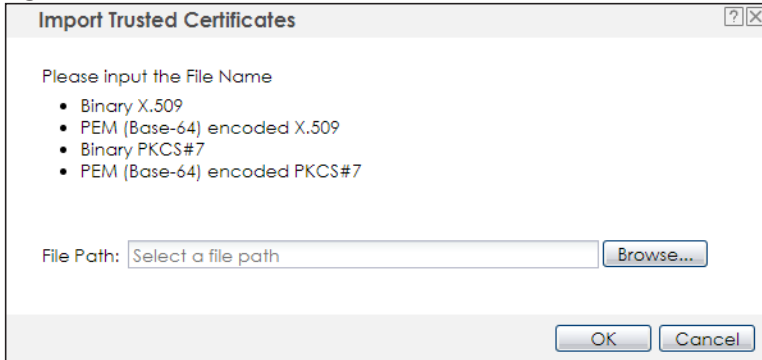 Import Trusted Certificates
?
X
Please input the File Name
• Binary X.509
• PEM (Base-64) encoded X.509
• Binary PKCS#7
• PEM (Base-64) encoded PKCS#7
File Path: Select a file path Browse...
OK Cancel